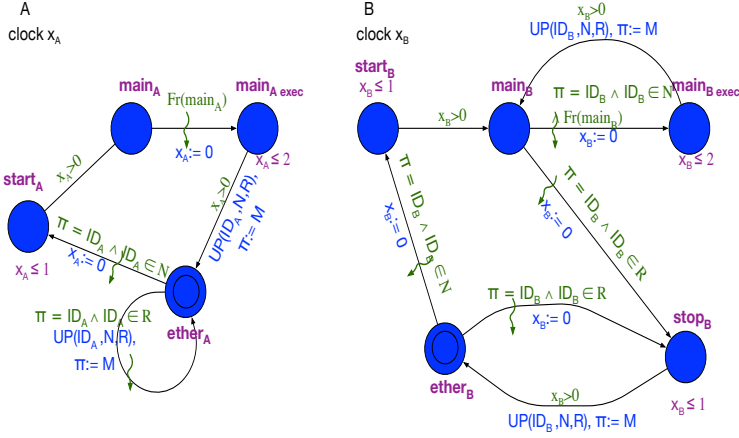 A
clock x_A
main_A
main_A exec
Fr(main_A)
x_A:= 0
x_A ≤ 2
x_A>0
start_A
x_A ≤ 1
x_A>0
UP(ID_A ,N,R),
π:= M
π = ID_A ∧ ID_A ∈ N
x_A:= 0
π = ID_A ∧ ID_A ∈ R
UP(ID_A ,N,R),
π:= M
ether_A
B
clock x_B
x_B>0
UP(ID_B ,N,R), π:= M
start_B
x_B ≤ 1
main_B
main_B exec
π = ID_B ∧ ID_B ∈ N
x_B>0
Fr(main_B)
x_B:= 0
x_B ≤ 2
π = ID_B ∧ ID_B ∈ N
x_B:= 0
π = ID_B ∧ ID_B ∈ R
x_B:= 0
π = ID_B ∧ ID_B ∈ R
x_B:= 0
stop_B
x_B ≤ 1
ether_B
x_B>0
UP(ID_B ,N,R), π:= M